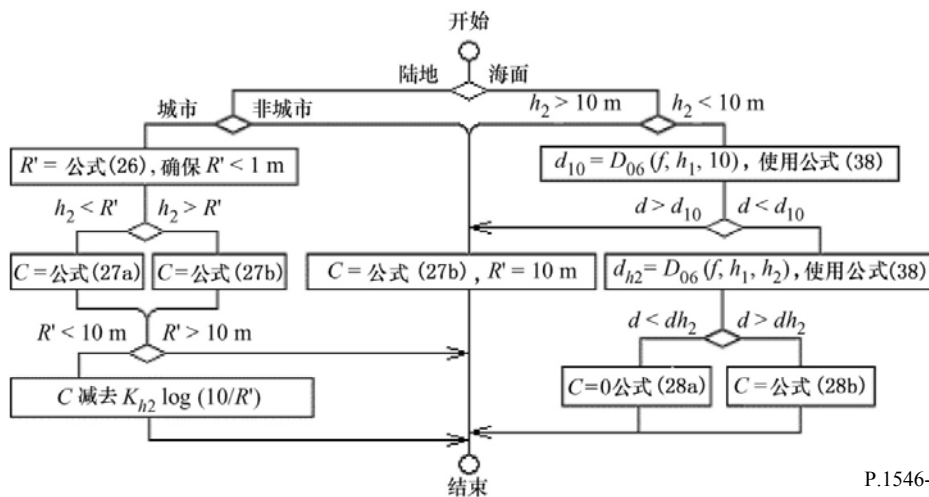 开始
陆地
海面
城市
非城市
h₂ > 10 m
h₂ < 10 m
R' = 公式(26),确保 R' < 1 m
d₁₀ = D₀₆ (f, h₁, 10), 使用公式 (38)
h₂ < R'
h₂ > R'
d > d₁₀
d < d₁₀
C = 公式(27a)
C = 公式(27b)
C = 公式 (27b) , R' = 10 m
d_h2 = D₀₆ (f, h₁, h₂), 使用公式(38)
R' < 10 m
R' > 10 m
d < dh₂
d > dh₂
C 减去 K_h2 log (10/R')
C=0公式(28a)
C = 公式 (28b)
结束
P.1546-